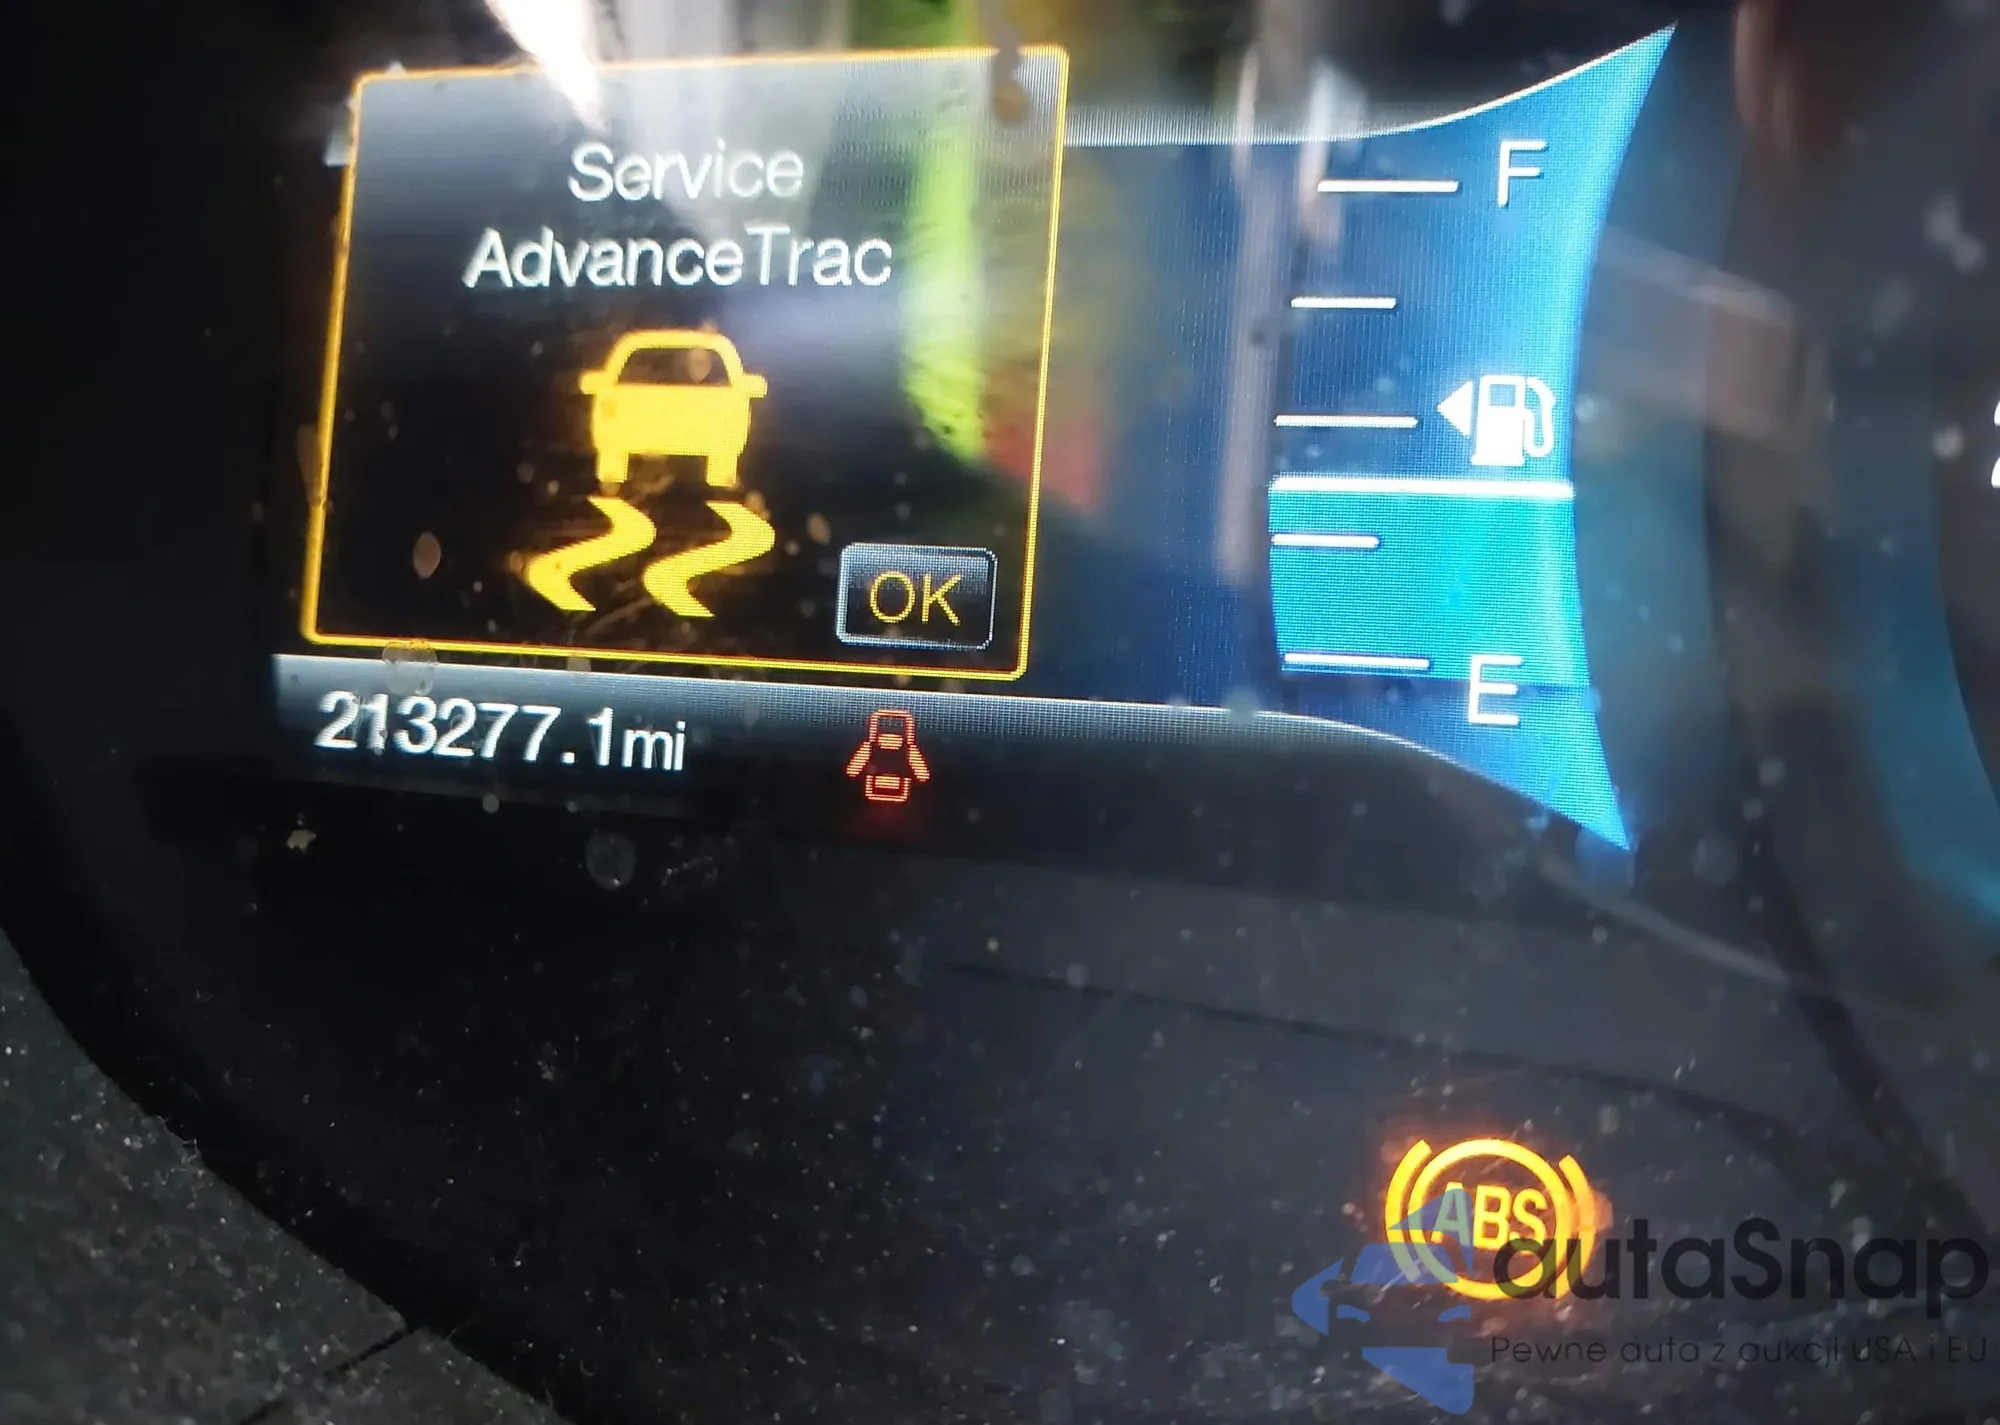 Service
AdvanceTrac
OK
F
E
213277.1mi
ABS
autaSnap
Pewne auta z aukcji USA i EU